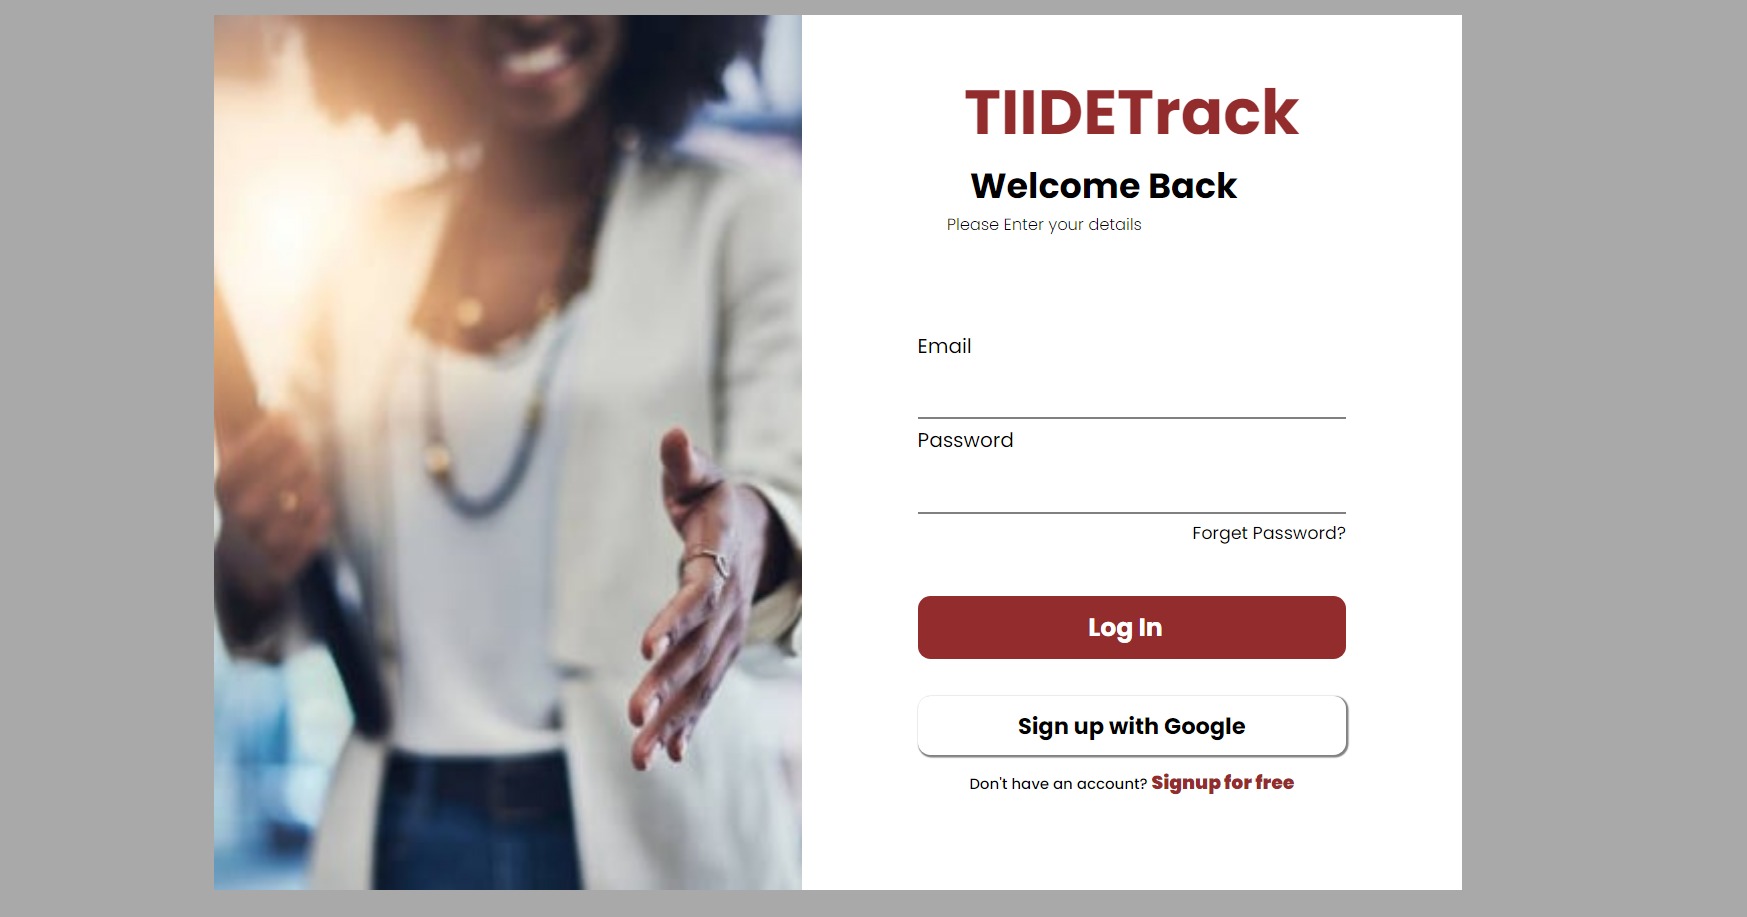 TIIDETrack
Welcome Back
Please Enter your details
Email
Password
Forget Password?
Log In
Sign up with Google
Don't have an account? Signup for free